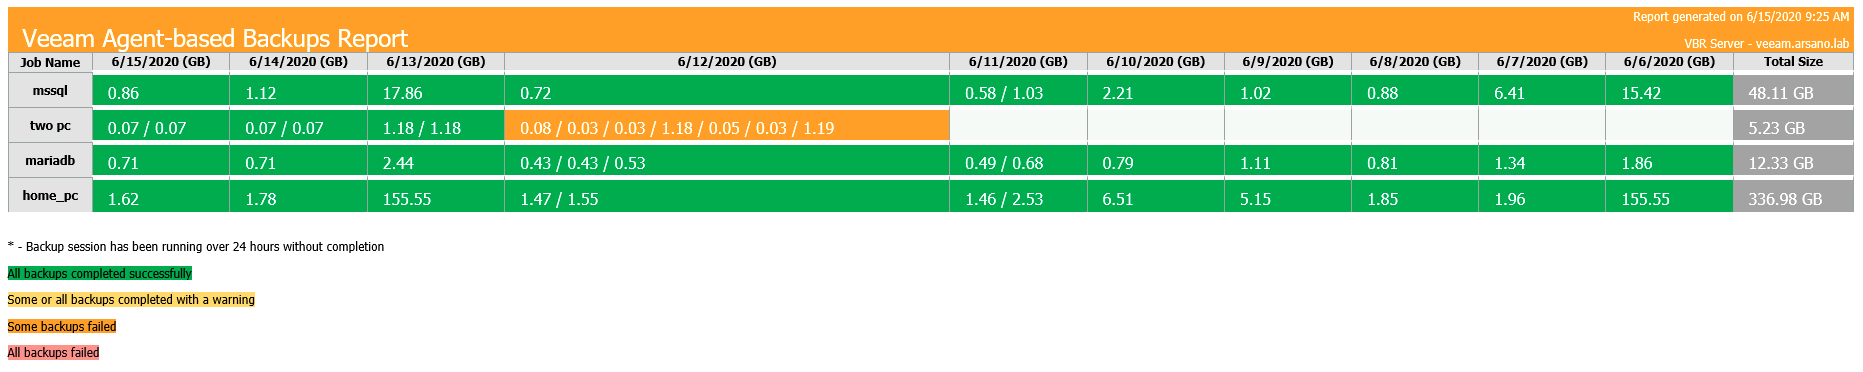 Report generated on 6/15/2020 9:25 AM
Veeam Agent-based Backups Report
VBR Server - veeam.arsano.lab
Job Name 6/15/2020 (GB) 6/14/2020 (GB) 6/13/2020 (GB) 6/12/2020 (GB) 6/11/2020 (GB) 6/10/2020 (GB) 6/9/2020 (GB) 6/8/2020 (GB) 6/7/2020 (GB) 6/6/2020 (GB) Total Size
mssql 0.86 1.12 17.86 0.72 0.58 / 1.03 2.21 1.02 0.88 6.41 15.42 48.11 GB
two pc 0.07 / 0.07 0.07 / 0.07 1.18 / 1.18 0.08 / 0.03 / 0.03 / 1.18 / 0.05 / 0.03 / 1.19 5.23 GB
mariadb 0.71 0.71 2.44 0.43 / 0.43 / 0.53 0.49 / 0.68 0.79 1.11 0.81 1.34 1.86 12.33 GB
home_pc 1.62 1.78 155.55 1.47 / 1.55 1.46 / 2.53 6.51 5.15 1.85 1.96 155.55 336.98 GB
* - Backup session has been running over 24 hours without completion
All backups completed successfully
Some or all backups completed with a warning
Some backups failed
All backups failed